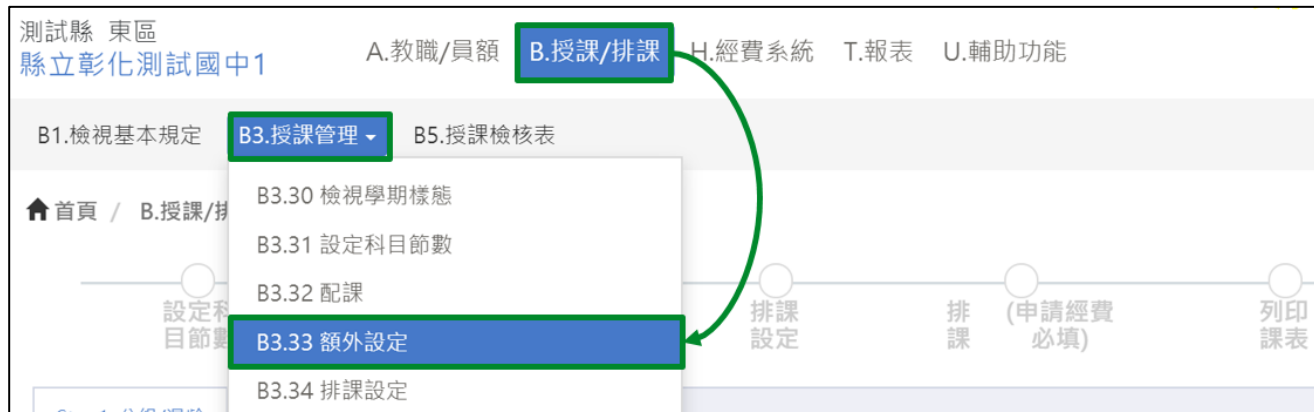 測試縣 東區
縣立彰化測試國中1
A.教職/員額 B.授課/排課 H.經費系統 T.報表 U.輔助功能
B1.檢視基本規定 B3.授課管理 B5.授課檢核表
B3.30 檢視學期樣態
首頁 / B.授課/排
B3.31 設定科目節數
B3.32 配課
設定科
目節數
排課
設定
排
課
(申請經費
必填)
列印
課表
B3.33 額外設定
B3.34 排課設定